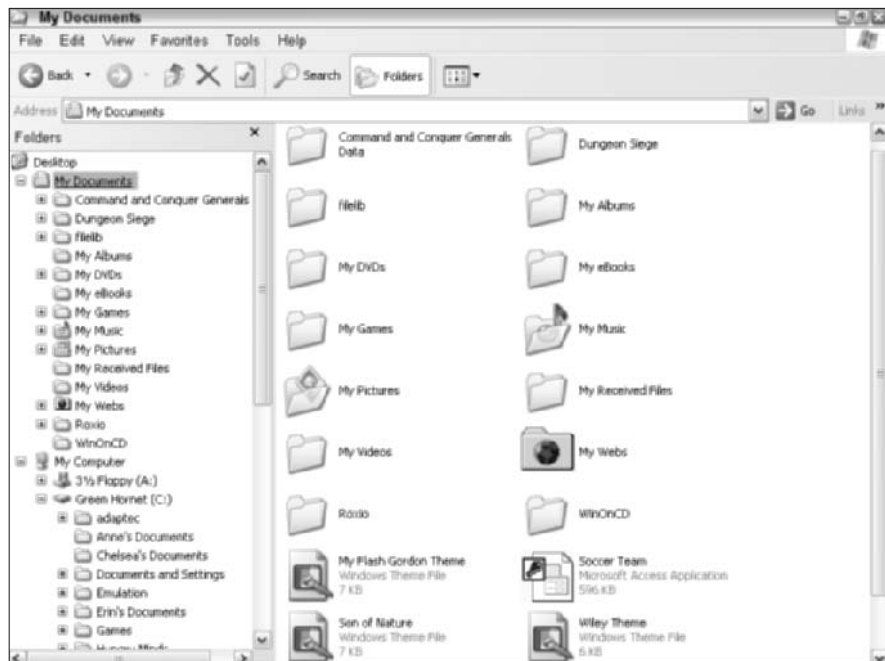 My Documents
File Edit View Favorites Tools Help
Back Search Folders
Address My Documents Go Links »
Folders
Desktop
My Documents
Command and Conquer Generals
Dungeon Siege
filelib
My Albums
My DVDs
My eBooks
My Games
My Music
My Pictures
My Received Files
My Videos
My Webs
Roxio
WinOnCD
My Computer
3½ Floppy (A:)
Green Hornet (C:)
adaptec
Anne's Documents
Chelsea's Documents
Documents and Settings
Emulation
Erin's Documents
Games
Hungry Minds
Command and Conquer Generals
Data
Dungeon Siege
filelib
My Albums
My DVDs
My eBooks
My Games
My Music
My Pictures
My Received Files
My Videos
My Webs
Roxio
WinOnCD
My Flash Gordon Theme
Windows Theme File
7 KB
Soccer Team
Microsoft Access Application
596 KB
Son of Nature
Windows Theme File
7 KB
Wiley Theme
Windows Theme File
6 KB